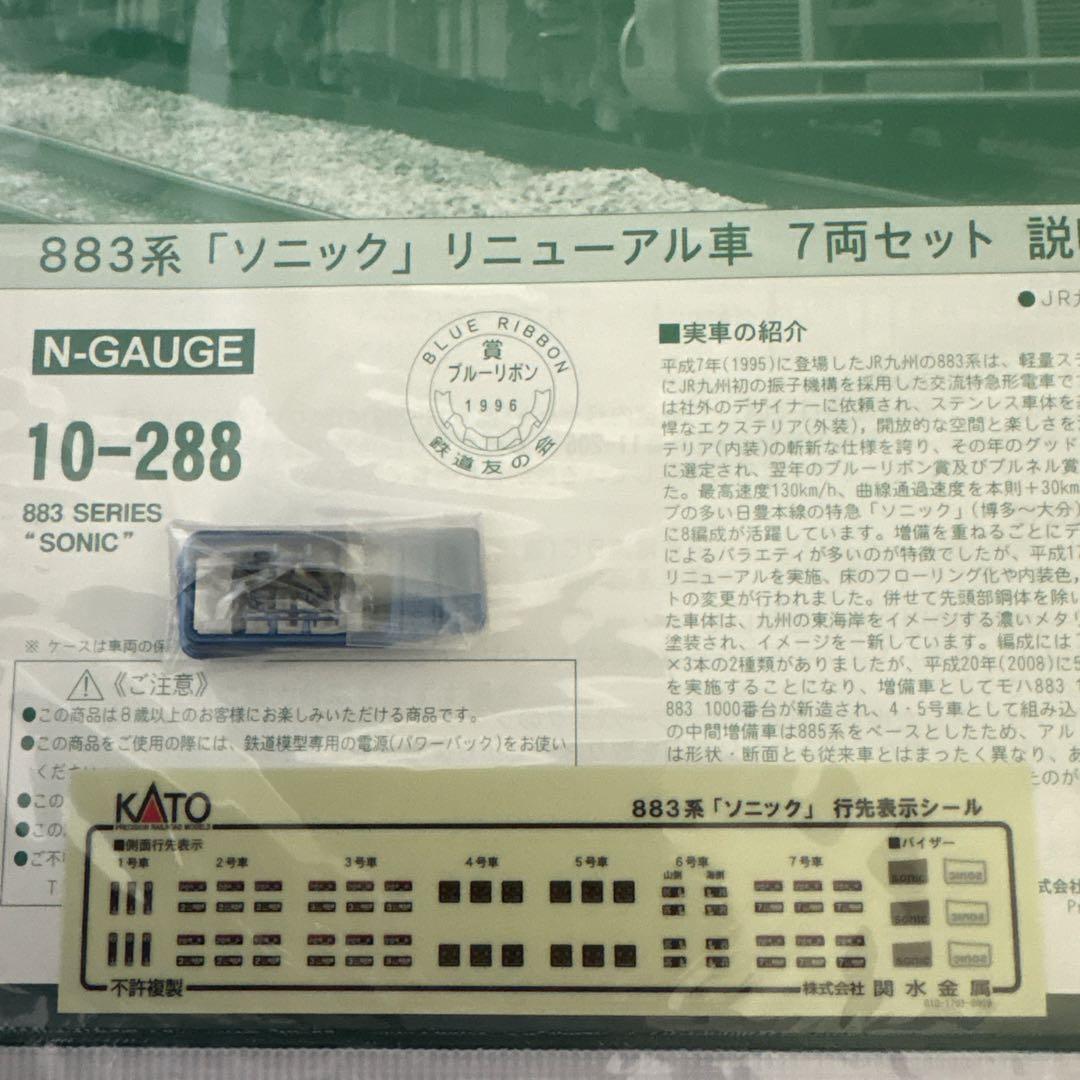 883系「ソニック」リニューアル車 7両セット 説
N-GAUGE
10-288
883 SERIES
"SONIC"
BLUE RIBBON
賞
ブルーリボン
1996
鉄道友の会
●JR九
■実車の紹介
平成7年(1995)に登場したJR九州の883系は、軽量ス
にJR九州初の振子機構を採用した交流特急形電車で
は社外のデザイナーに依頼され、ステンレス車体を
悍なエクステリア(外装)，開放的な空間と楽しさを
テリア(内装)の斬新な仕様を誇り、その年のグッド
に選定され、翌年のブルーリボン賞及びブルネル賞
た。最高速度130km/h、曲線通過速度を本則＋30km
ブの多い日豊本線の特急「ソニック」(博多～大分)
に8編成が活躍しています。増備を重ねるごとにデ
によるバラエティが多いのが特徴でしたが、平成1
リニューアルを実施、床のフローリング化や内装色，
トの変更が行われました。併せて先頭部鋼体を除い
た車体は、九州の東海岸をイメージする濃いメタリ
塗装され、イメージを一新しています。編成には
×3本の2種類がありましたが、平成20年(2008)に5
を実施することになり、増備車としてモハ883
883 1000番台が新造され、4・5号車として組み込
の中間増備車は885系をベースとしたため、アル
は形状・断面とも従来車とはまったく異なり、あ
たのが
※ ケースは車両の保
⚠《ご注意》
●この商品は8歳以上のお客様にお楽しみいただける商品です。
●この商品をご使用の際には、鉄道模型専用の電源(パワーパック)をお使い
くださ
●この
●この
●ご不
式会社
KATO
PRECISION RAILROAD MODELS
883系「ソニック」 行先表示シール
■側面行先表示
■バイザー
1号車 2号車 3号車 4号車 5号車 6号車 7号車
山側 海側
sonic
sonic
sonic
不許複製
株式会社 関水金属